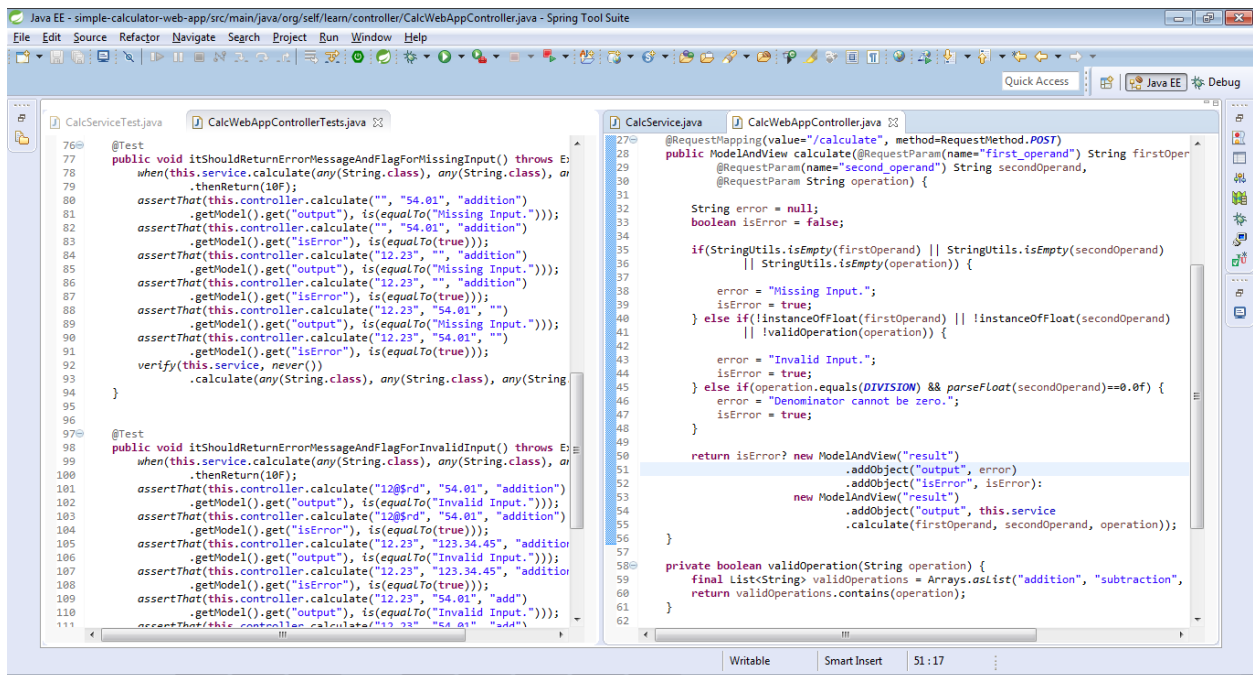 Java EE - simple-calculator-web-app/src/main/java/org/self/learn/controller/CalcWebAppController.java - Spring Tool Suite
File Edit Source Refactor Navigate Search Project Run Window Help
Quick Access
Java EE
Debug
CalcServiceTest.java
CalcWebAppControllerTests.java
76 @Test
77 public void itShouldReturnErrorMessageAndFlagForMissingInput() throws Ex
78 when(this.service.calculate(any(String.class), any(String.class), an
79 .thenReturn(10F);
80 assertThat(this.controller.calculate("", "54.01", "addition")
81 .getModel().get("output"), is(equalTo("Missing Input.")));
82 assertThat(this.controller.calculate("", "54.01", "addition")
83 .getModel().get("isError"), is(equalTo(true)));
84 assertThat(this.controller.calculate("12.23", "", "addition")
85 .getModel().get("output"), is(equalTo("Missing Input.")));
86 assertThat(this.controller.calculate("12.23", "", "addition")
87 .getModel().get("isError"), is(equalTo(true)));
88 assertThat(this.controller.calculate("12.23", "54.01", "")
89 .getModel().get("output"), is(equalTo("Missing Input.")));
90 assertThat(this.controller.calculate("12.23", "54.01", "")
91 .getModel().get("isError"), is(equalTo(true)));
92 verify(this.service, never())
93 .calculate(any(String.class), any(String.class), any(String.
94 }
95
96
97 @Test
98 public void itShouldReturnErrorMessageAndFlagForInvalidInput() throws Ex
99 when(this.service.calculate(any(String.class), any(String.class), an
100 .thenReturn(10F);
101 assertThat(this.controller.calculate("12@$rd", "54.01", "addition")
102 .getModel().get("output"), is(equalTo("Invalid Input.")));
103 assertThat(this.controller.calculate("12@$rd", "54.01", "addition")
104 .getModel().get("isError"), is(equalTo(true)));
105 assertThat(this.controller.calculate("12.23", "123.34.45", "addition
106 .getModel().get("output"), is(equalTo("Invalid Input.")));
107 assertThat(this.controller.calculate("12.23", "123.34.45", "addition
108 .getModel().get("isError"), is(equalTo(true)));
109 assertThat(this.controller.calculate("12.23", "54.01", "add")
110 .getModel().get("output"), is(equalTo("Invalid Input.")));
111 assertThat(this.controller.calculate("12.23", "54.01", "add")
CalcService.java
CalcWebAppController.java
27 @RequestMapping(value="/calculate", method=RequestMethod.POST)
28 public ModelAndView calculate(@RequestParam(name="first_operand") String firstOper
29 @RequestParam(name="second_operand") String secondOperand,
30 @RequestParam String operation) {
31
32 String error = null;
33 boolean isError = false;
34
35 if(StringUtils.isEmpty(firstOperand) || StringUtils.isEmpty(secondOperand)
36 || StringUtils.isEmpty(operation)) {
37
38 error = "Missing Input.";
39 isError = true;
40 } else if(!instanceOfFloat(firstOperand) || !instanceOfFloat(secondOperand)
41 || !validOperation(operation)) {
42
43 error = "Invalid Input.";
44 isError = true;
45 } else if(operation.equals(DIVISION) && parseFloat(secondOperand)==0.0f) {
46 error = "Denominator cannot be zero.";
47 isError = true;
48 }
49
50 return isError? new ModelAndView("result")
51 .addObject("output", error)
52 .addObject("isError", isError):
53 new ModelAndView("result")
54 .addObject("output", this.service
55 .calculate(firstOperand, secondOperand, operation));
56 }
57
58 private boolean validOperation(String operation) {
59 final List<String> validOperations = Arrays.asList("addition", "subtraction",
60 return validOperations.contains(operation);
61 }
62
Writable
Smart Insert
51 : 17